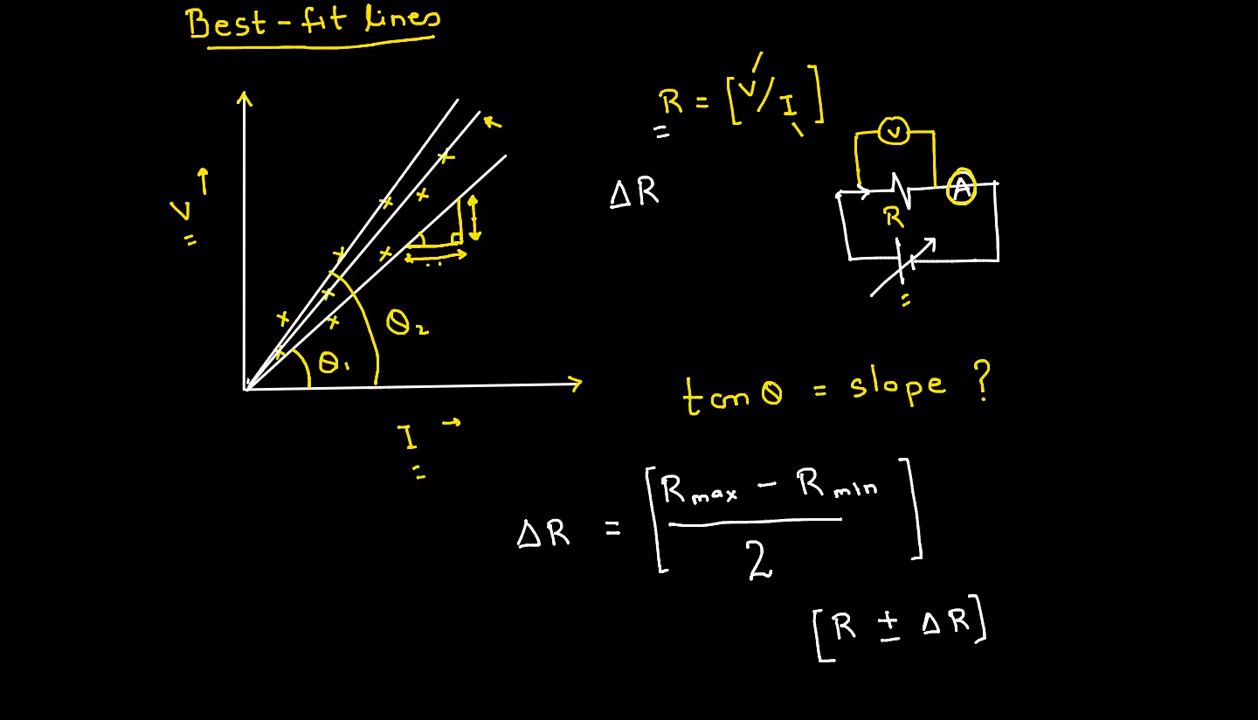 Best-fit lines
R = [V/I]
V
ΔR
V
A
R
θ₁
θ₂
I
tan θ = slope ?
ΔR = [Rmax - Rmin / 2]
[R ± ΔR]